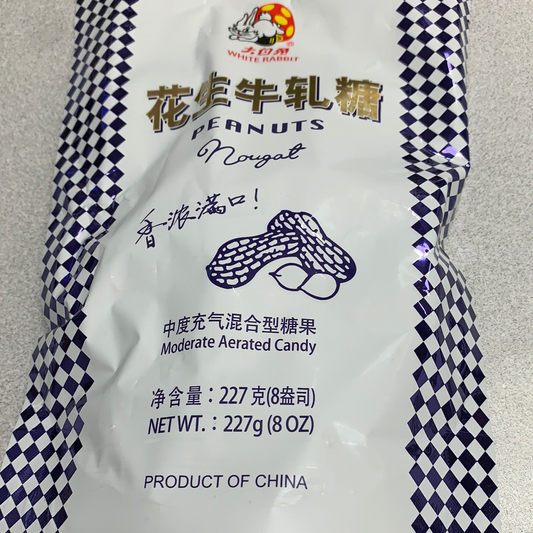 大白兔®
WHITE RABBIT
花生牛轧糖
PEANUTS
Nougat
香浓满口!
中度充气混合型糖果
Moderate Aerated Candy
净含量：227克(8盎司)
NET WT.：227g (8 OZ)
PRODUCT OF CHINA